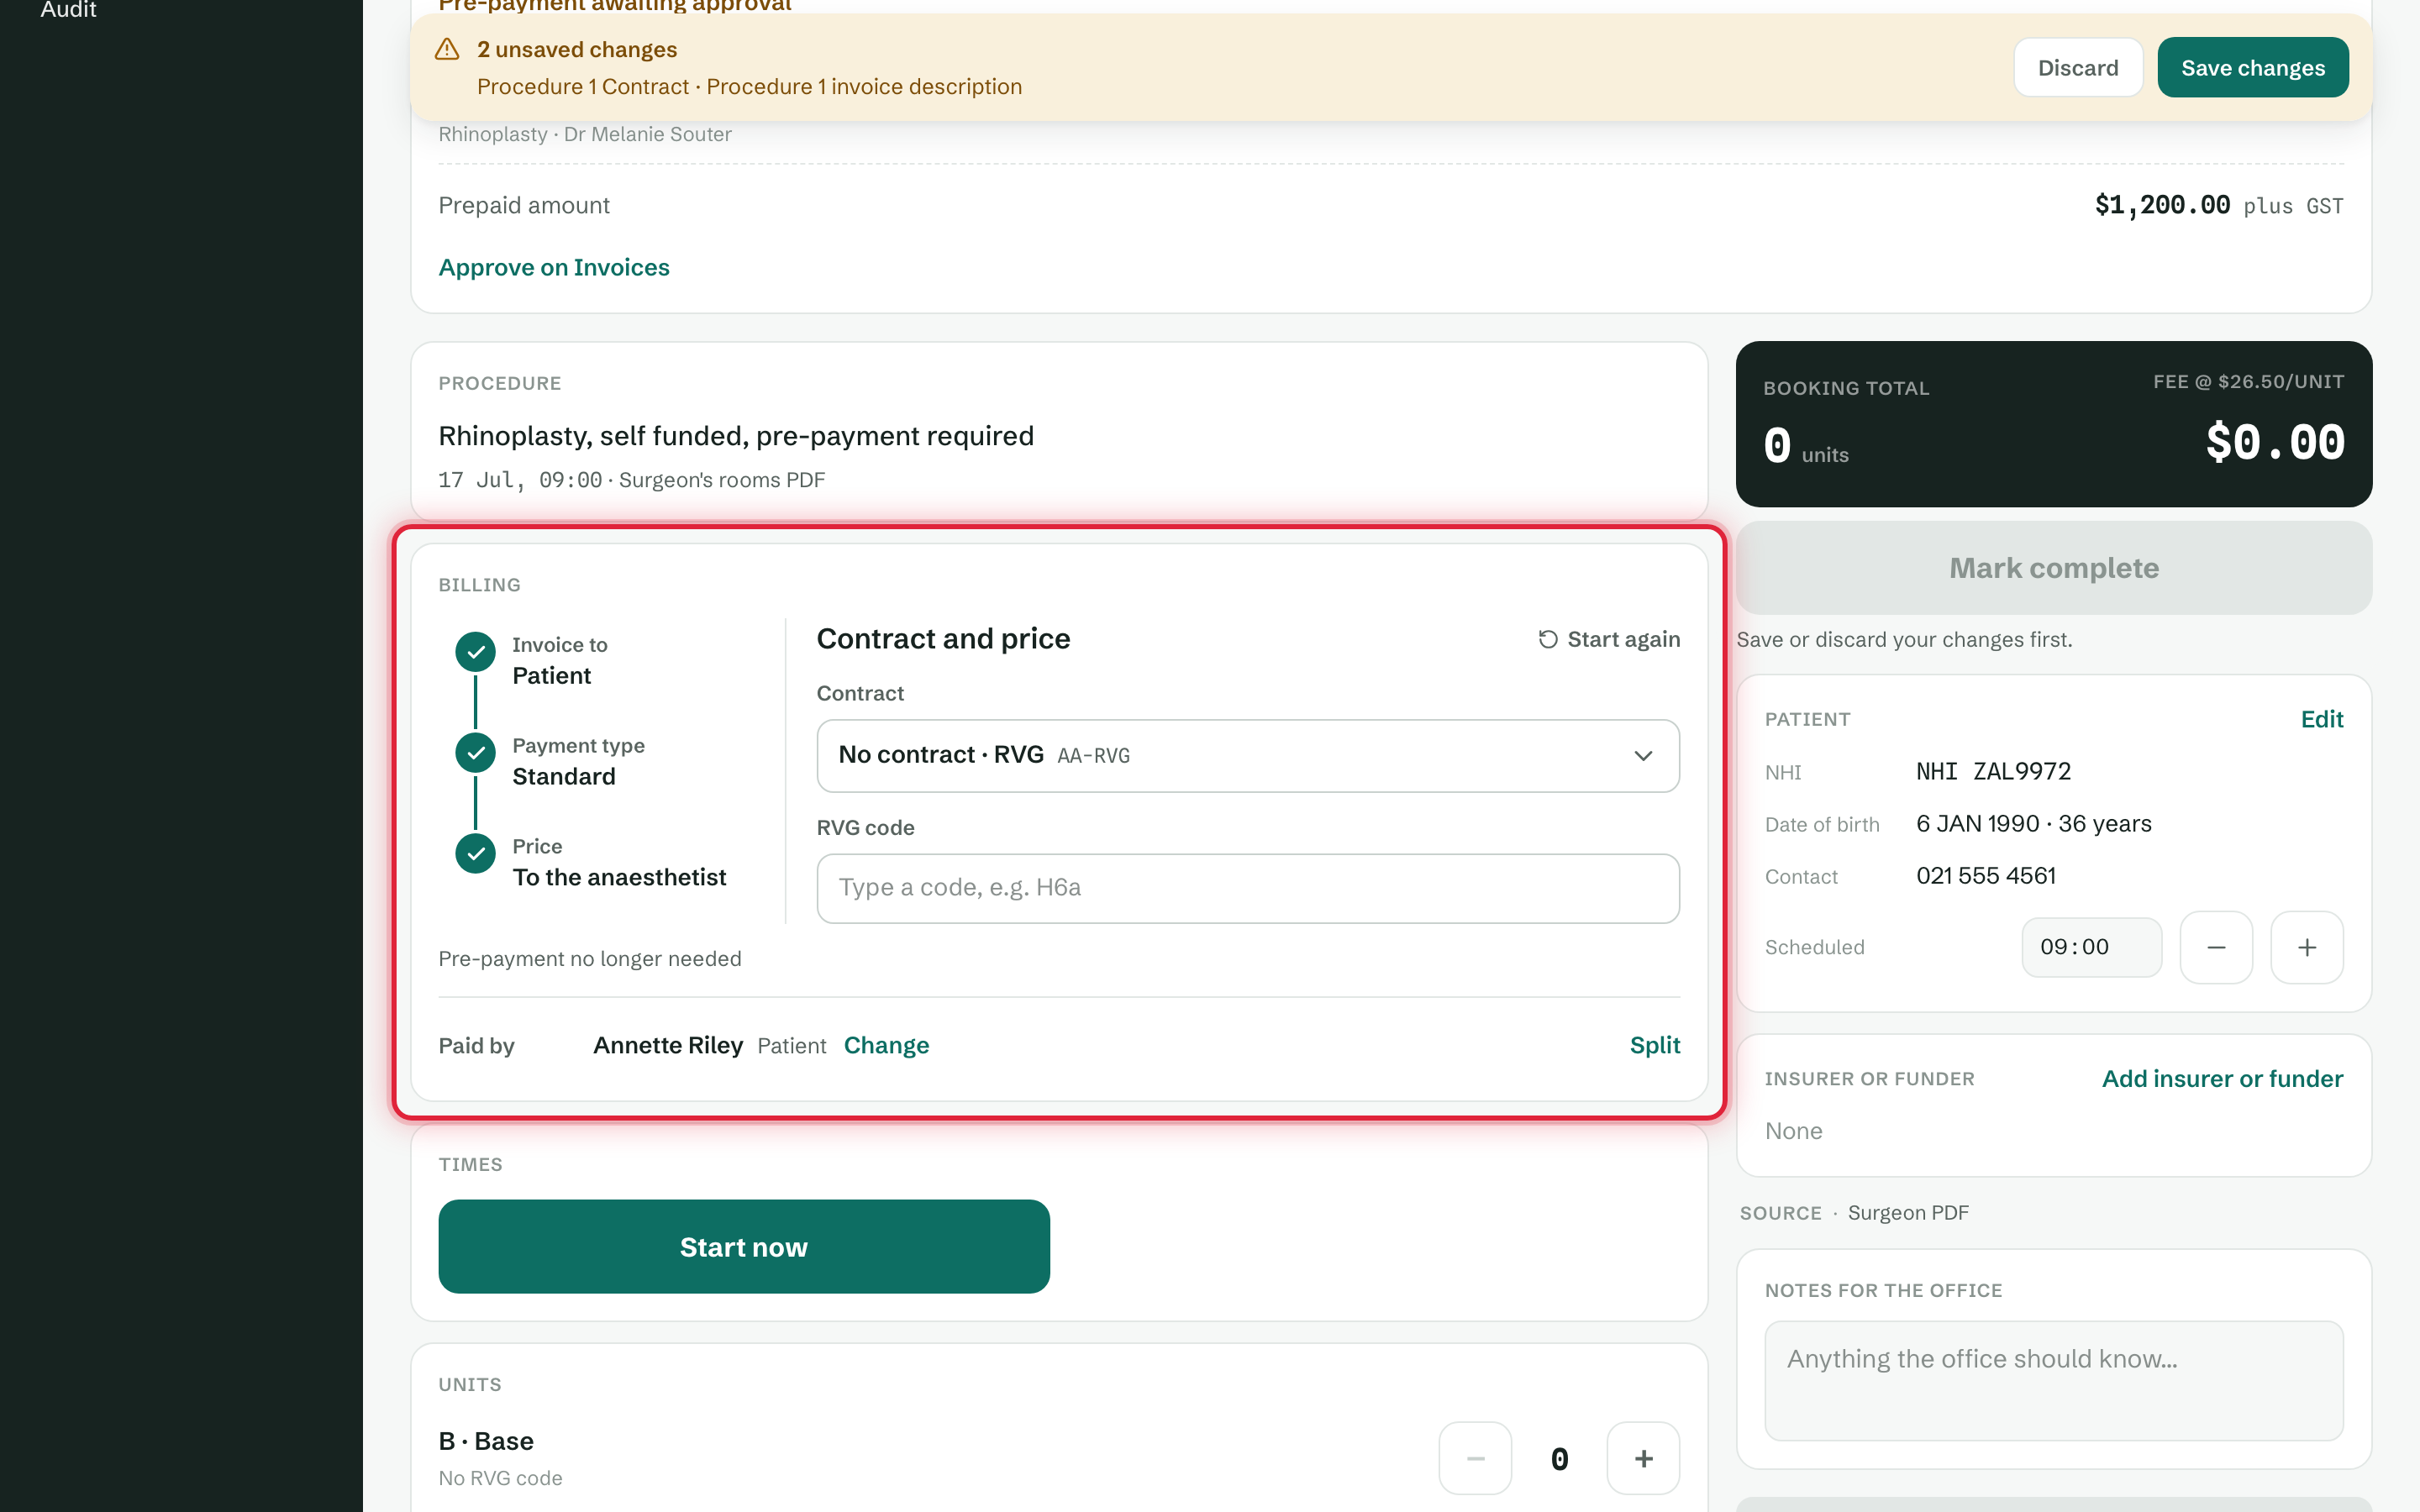 Audit
Pre-payment awaiting approval
2 unsaved changes
Procedure 1 Contract · Procedure 1 invoice description
Discard
Save changes
Rhinoplasty · Dr Melanie Souter
Prepaid amount
$1,200.00 plus GST
Approve on Invoices
PROCEDURE
Rhinoplasty, self funded, pre-payment required
17 Jul, 09:00 · Surgeon's rooms PDF
BILLING
Invoice to
Patient
Payment type
Standard
Price
To the anaesthetist
Contract and price
Start again
Contract
No contract · RVG AA-RVG
RVG code
Type a code, e.g. H6a
Pre-payment no longer needed
Paid by Annette Riley Patient Change Split
TIMES
Start now
UNITS
B · Base
No RVG code
− 0 +
BOOKING TOTAL
FEE @ $26.50/UNIT
0 units
$0.00
Mark complete
Save or discard your changes first.
PATIENT
Edit
NHI NHI ZAL9972
Date of birth 6 JAN 1990 · 36 years
Contact 021 555 4561
Scheduled 09:00 − +
INSURER OR FUNDER
Add insurer or funder
None
SOURCE · Surgeon PDF
NOTES FOR THE OFFICE
Anything the office should know...